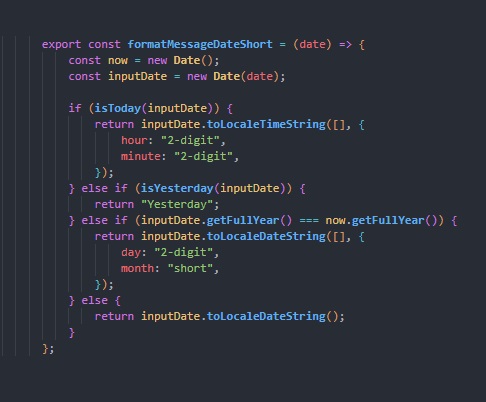 export const formatMessageDateShort = (date) => {
const now = new Date();
const inputDate = new Date(date);
if (isToday(inputDate)) {
return inputDate.toLocaleTimeString([], {
hour: "2-digit",
minute: "2-digit",
});
} else if (isYesterday(inputDate)) {
return "Yesterday";
} else if (inputDate.getFullYear() === now.getFullYear()) {
return inputDate.toLocaleDateString([], {
day: "2-digit",
month: "short",
});
} else {
return inputDate.toLocaleDateString();
}
};